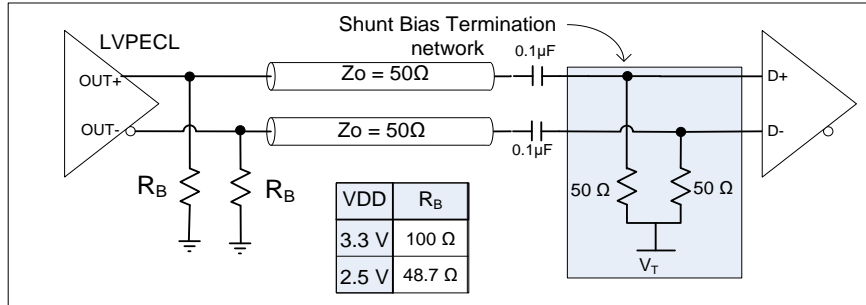 LVPECL
Shunt Bias Termination
network
0.1µF
OUT+
Zo = 50Ω
D+
OUT-
Zo = 50Ω
D-
0.1µF
RB
RB
50 Ω
50 Ω
VT
VDD RB
3.3 V 100 Ω
2.5 V 48.7 Ω